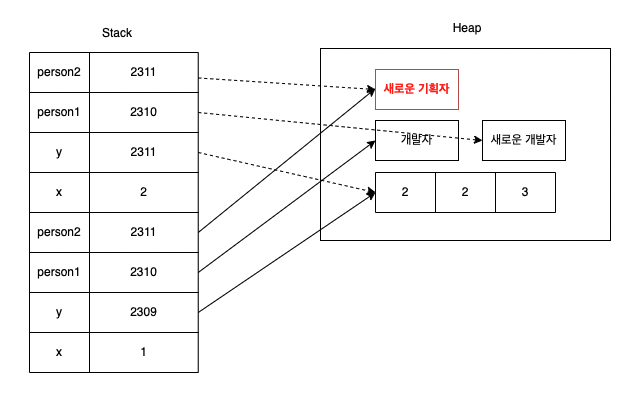 Stack
Heap
person2 2311
person1 2310
y 2311
x 2
person2 2311
person1 2310
y 2309
x 1
새로운 기획자
개발자 새로운 개발자
2 2 3